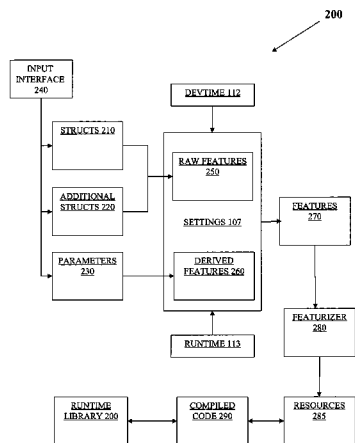 200
INPUT
INTERFACE
240
DEVTIME 112
STRUCTS 210
RAW FEATURES
250
ADDITIONAL
STRUCTS 220
SETTINGS 107
FEATURES
270
PARAMETERS
230
DERIVED
FEATURES 260
FEATURIZER
280
RUNTIME 113
RUNTIME
LIBRARY 200
COMPILED
CODE 290
RESOURCES
285